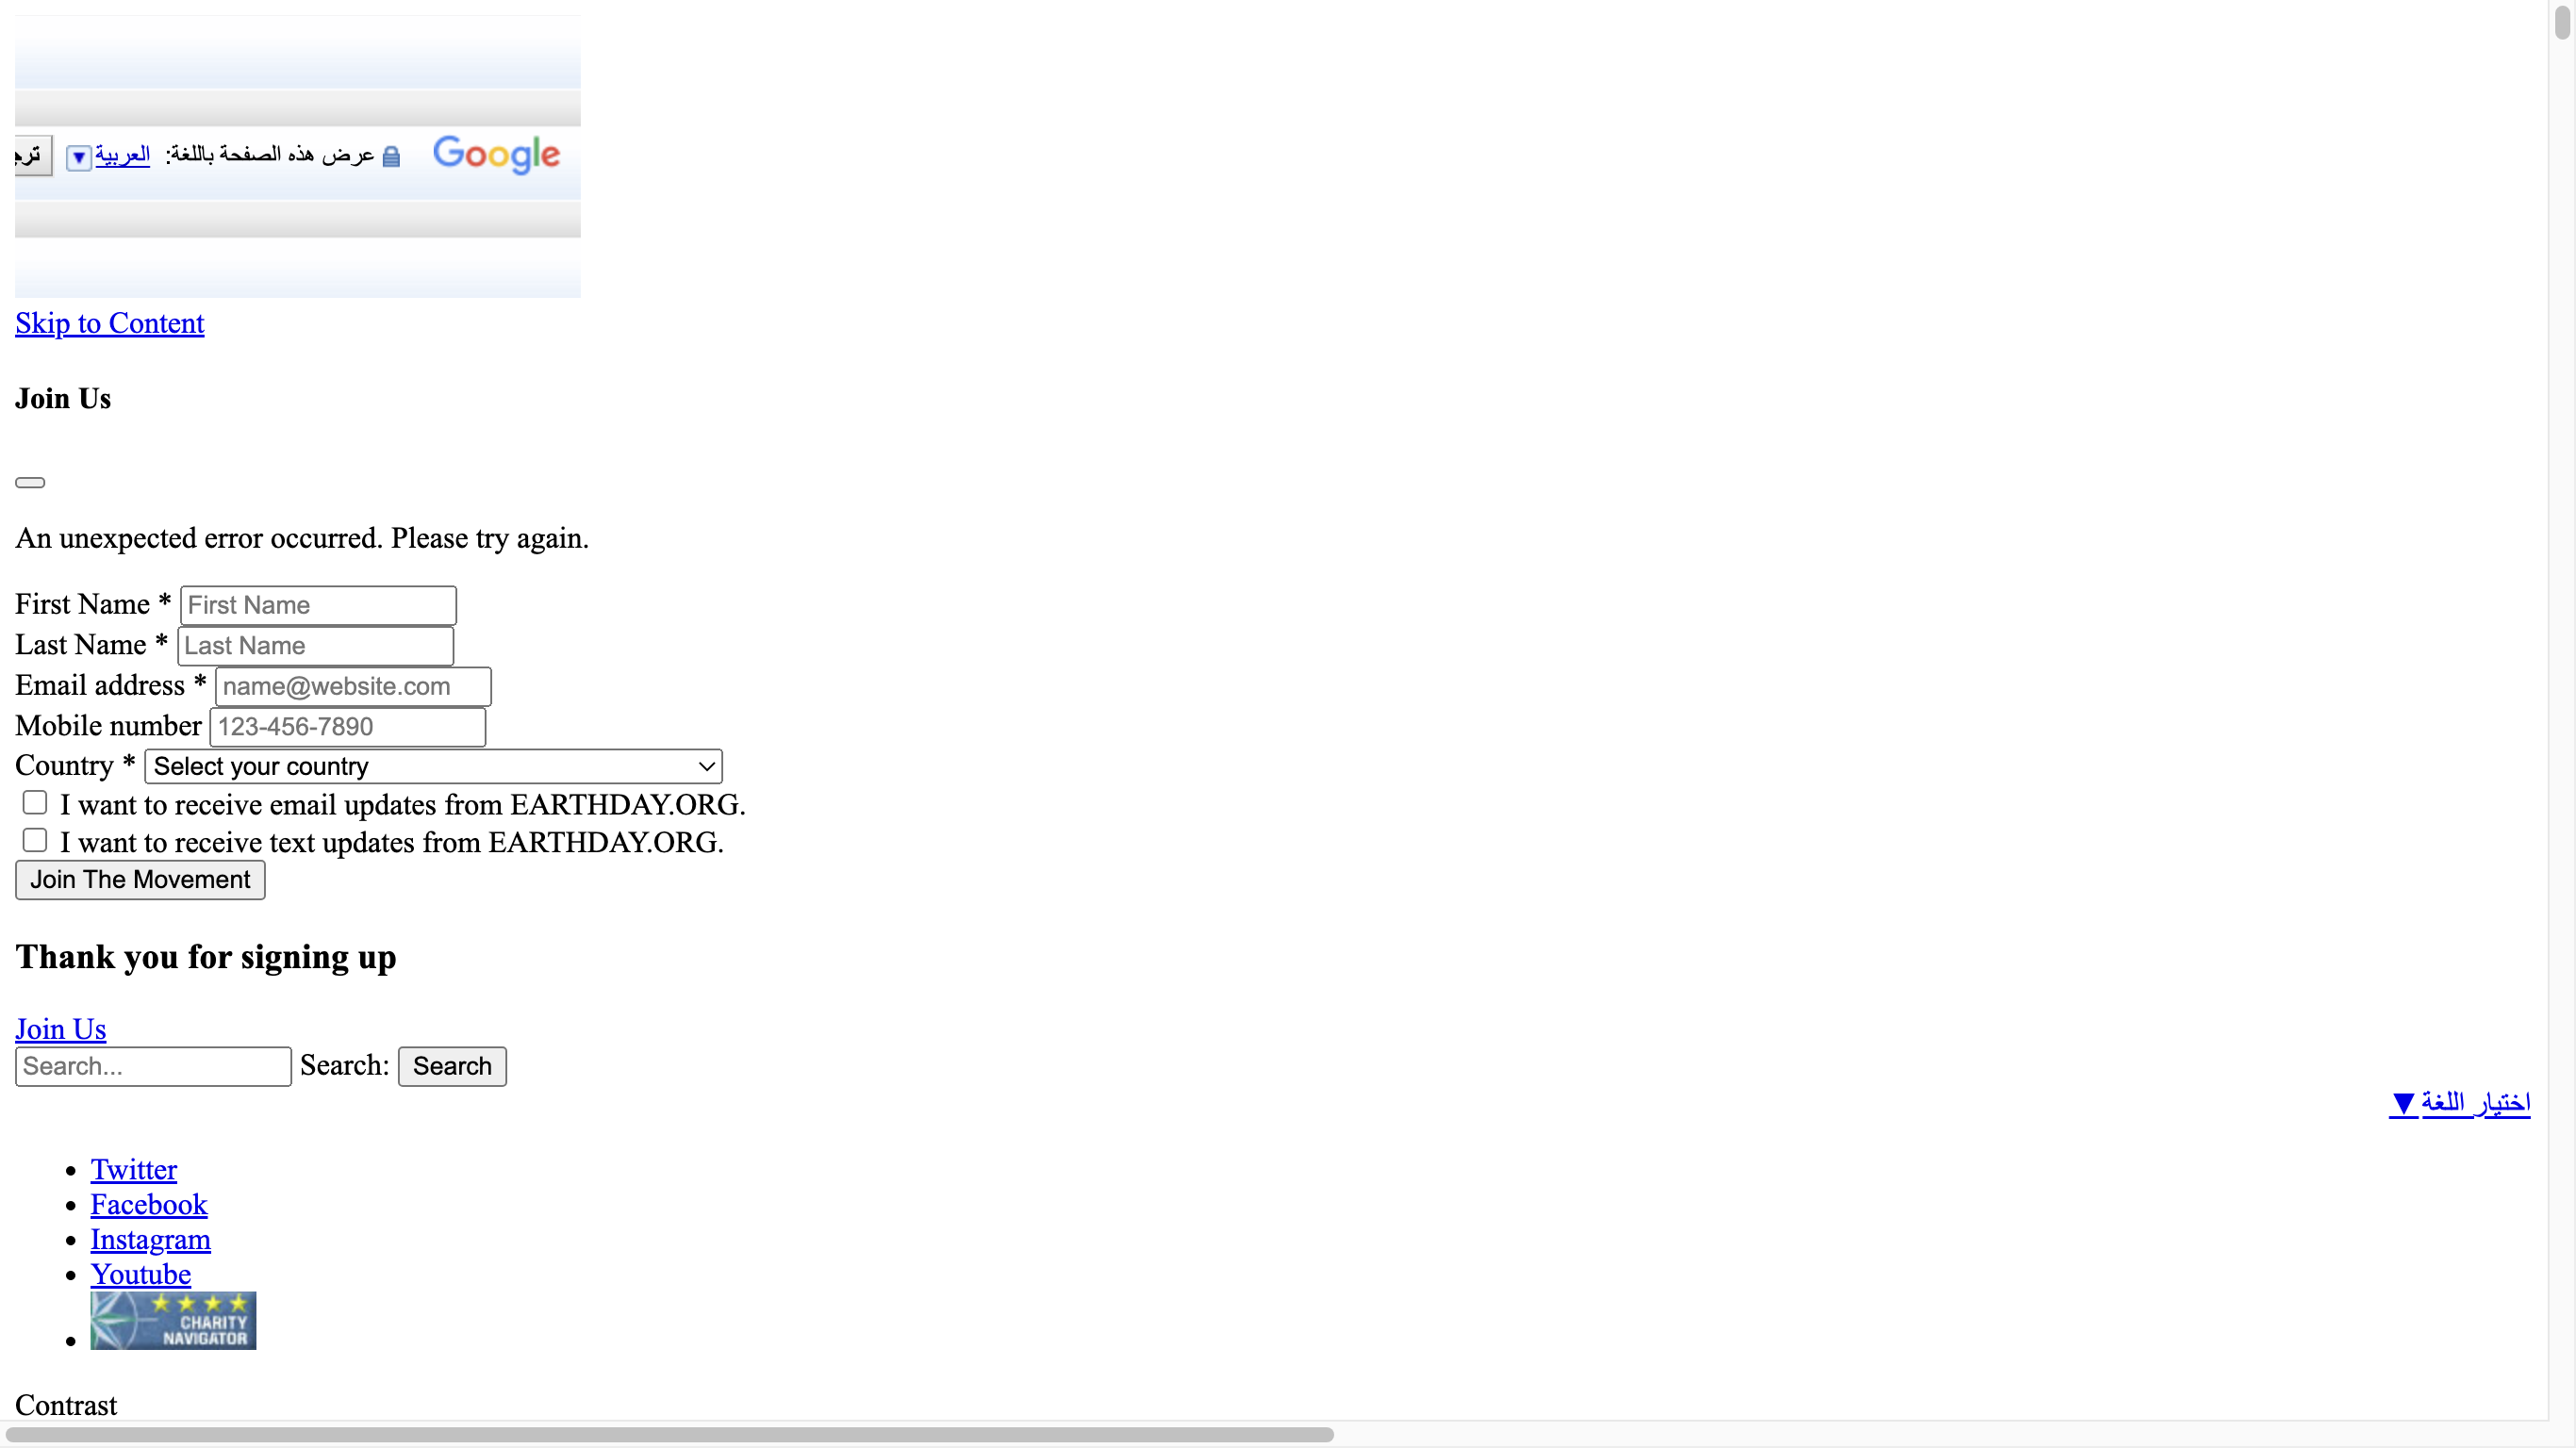 Google عرض هذه الصفحة باللغة: العربية ▼
Skip to Content
Join Us
An unexpected error occurred. Please try again.
First Name * First Name
Last Name * Last Name
Email address * name@website.com
Mobile number 123-456-7890
Country * Select your country
I want to receive email updates from EARTHDAY.ORG.
I want to receive text updates from EARTHDAY.ORG.
Join The Movement
Thank you for signing up
Join Us
Search... Search: Search
اختيار اللغة ▼
Twitter
Facebook
Instagram
Youtube
CHARITY
NAVIGATOR
Contrast